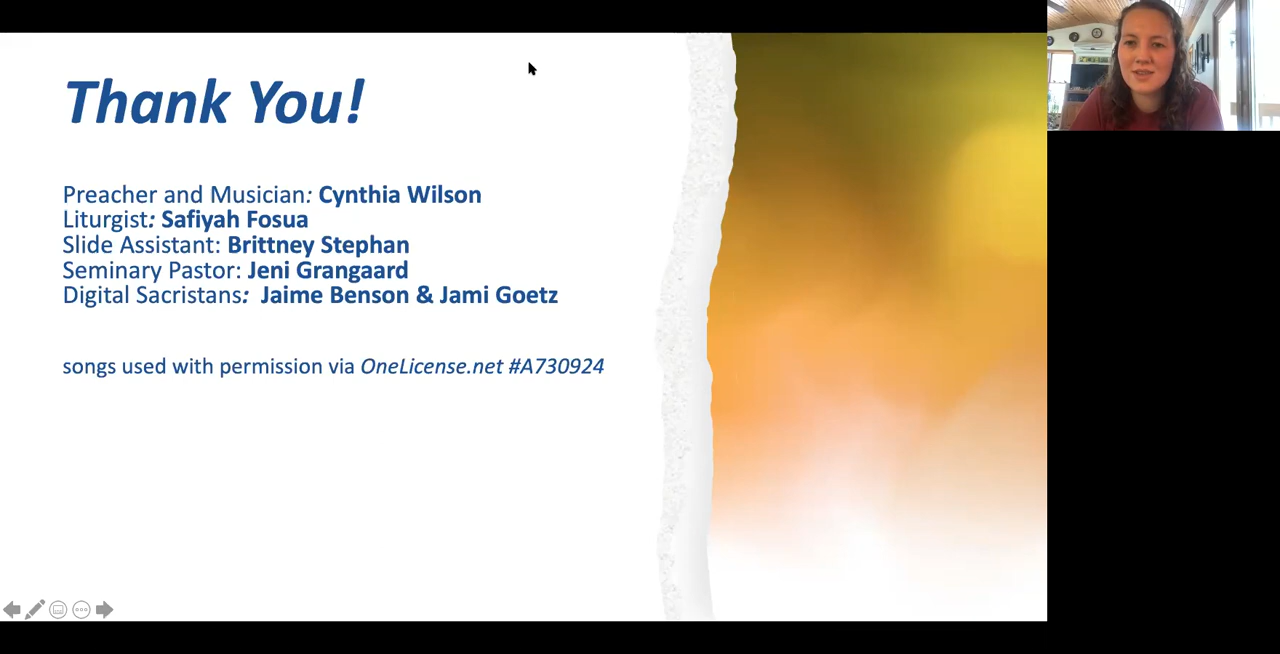 Thank You!
Preacher and Musician: Cynthia Wilson
Liturgist: Safiyah Fosua
Slide Assistant: Brittney Stephan
Seminary Pastor: Jeni Grangaard
Digital Sacristans: Jaime Benson & Jami Goetz
songs used with permission via OneLicense.net #A730924